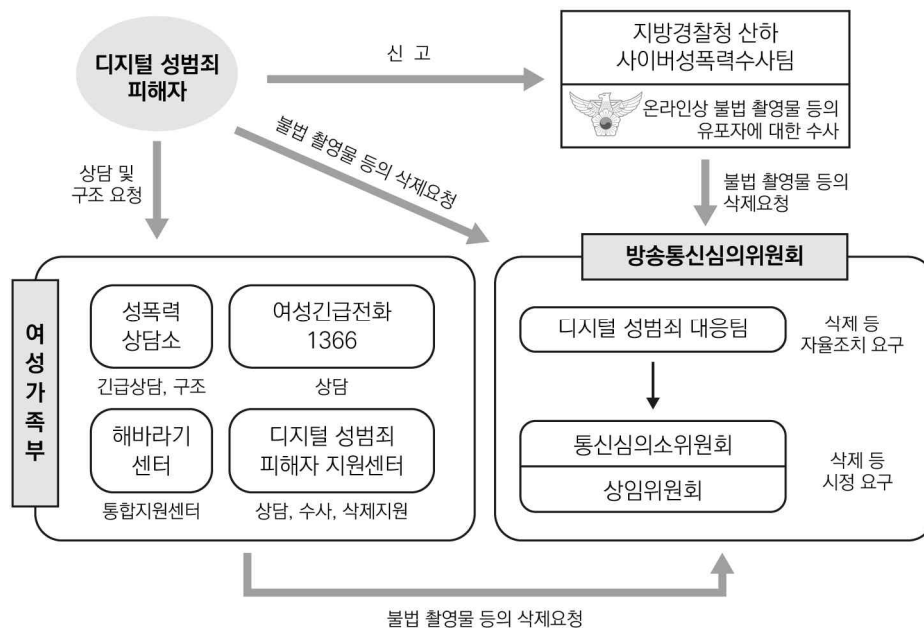 디지털 성범죄
피해자
신 고
지방경찰청 산하
사이버성폭력수사팀
온라인상 불법 촬영물 등의
유포자에 대한 수사
상담 및
구조 요청
불법 촬영물 등의 삭제요청
불법 촬영물 등의
삭제요청
여성가족부
성폭력
상담소
긴급상담, 구조
여성긴급전화
1366
상담
해바라기
센터
통합지원센터
디지털 성범죄
피해자 지원센터
상담, 수사, 삭제지원
방송통신심의위원회
디지털 성범죄 대응팀
삭제 등
자율조치 요구
통신심의소위원회
상임위원회
삭제 등
시정 요구
불법 촬영물 등의 삭제요청